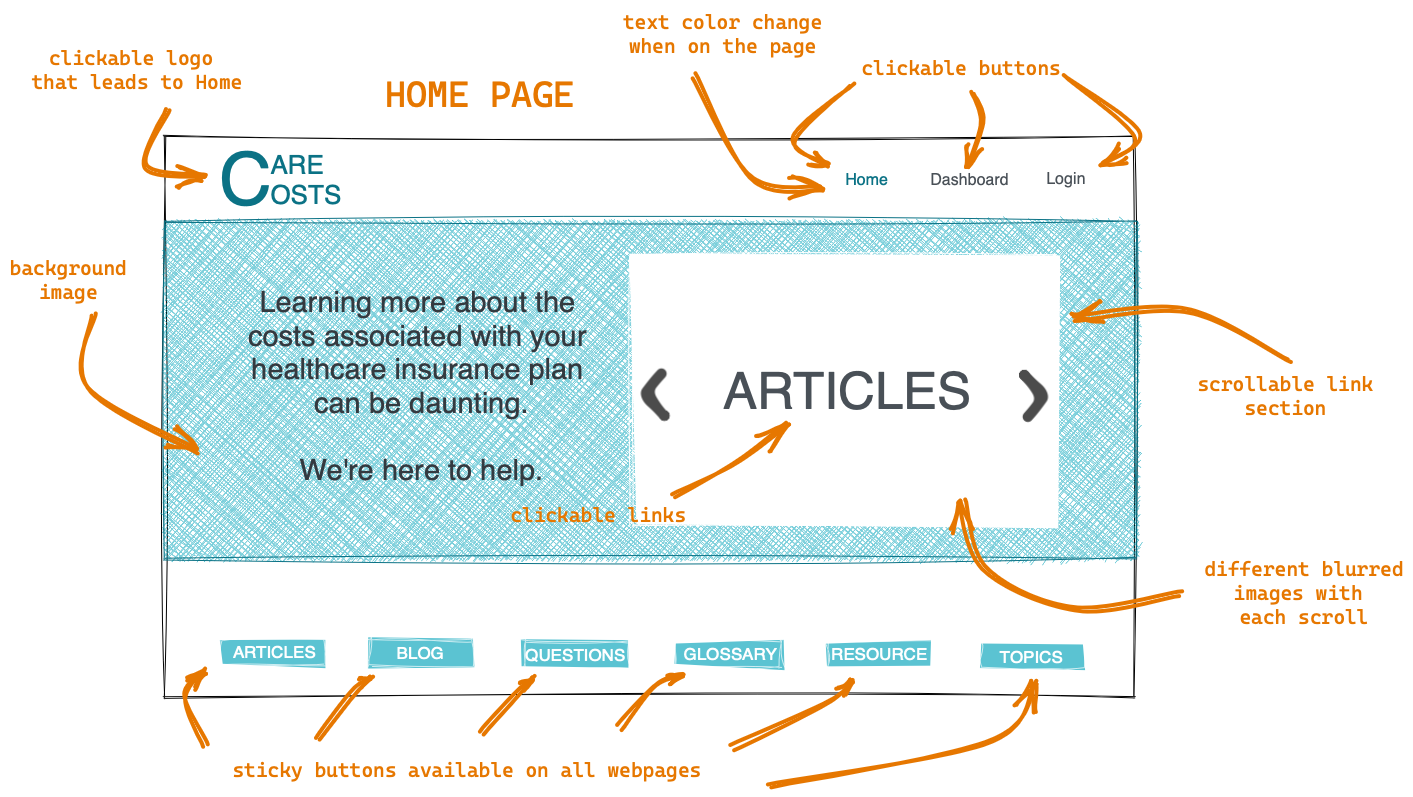 text color change
when on the page
clickable logo
that leads to Home
clickable buttons
HOME PAGE
CARE
COSTS
Home
Dashboard
Login
background
image
Learning more about the
costs associated with your
healthcare insurance plan
can be daunting.
We're here to help.
ARTICLES
scrollable link
section
clickable links
different blurred
images with
each scroll
ARTICLES
BLOG
QUESTIONS
GLOSSARY
RESOURCE
TOPICS
sticky buttons available on all webpages